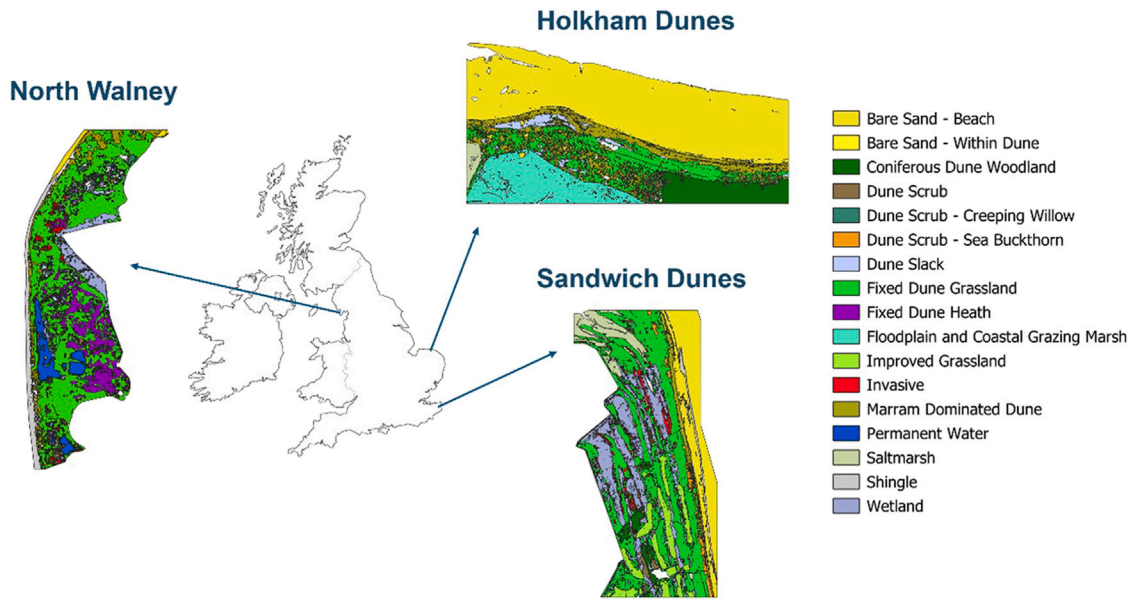 Holkham Dunes
North Walney
Sandwich Dunes
Bare Sand - Beach
Bare Sand - Within Dune
Coniferous Dune Woodland
Dune Scrub
Dune Scrub - Creeping Willow
Dune Scrub - Sea Buckthorn
Dune Slack
Fixed Dune Grassland
Fixed Dune Heath
Floodplain and Coastal Grazing Marsh
Improved Grassland
Invasive
Marram Dominated Dune
Permanent Water
Saltmarsh
Shingle
Wetland